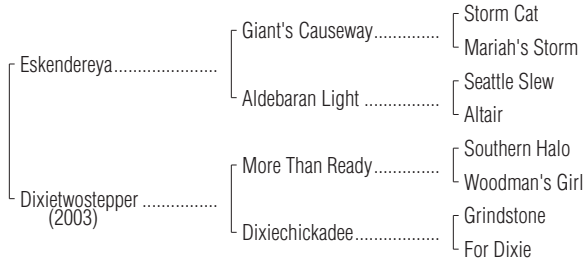 Storm Cat
Giant's Causeway...............
Mariah's Storm
Eskendereya.....................
Seattle Slew
Aldebaran Light ...............
Altair
Southern Halo
More Than Ready.............
Woodman's Girl
Dixietwostepper ...............
(2003)
Grindstone
Dixiechickadee.................
For Dixie